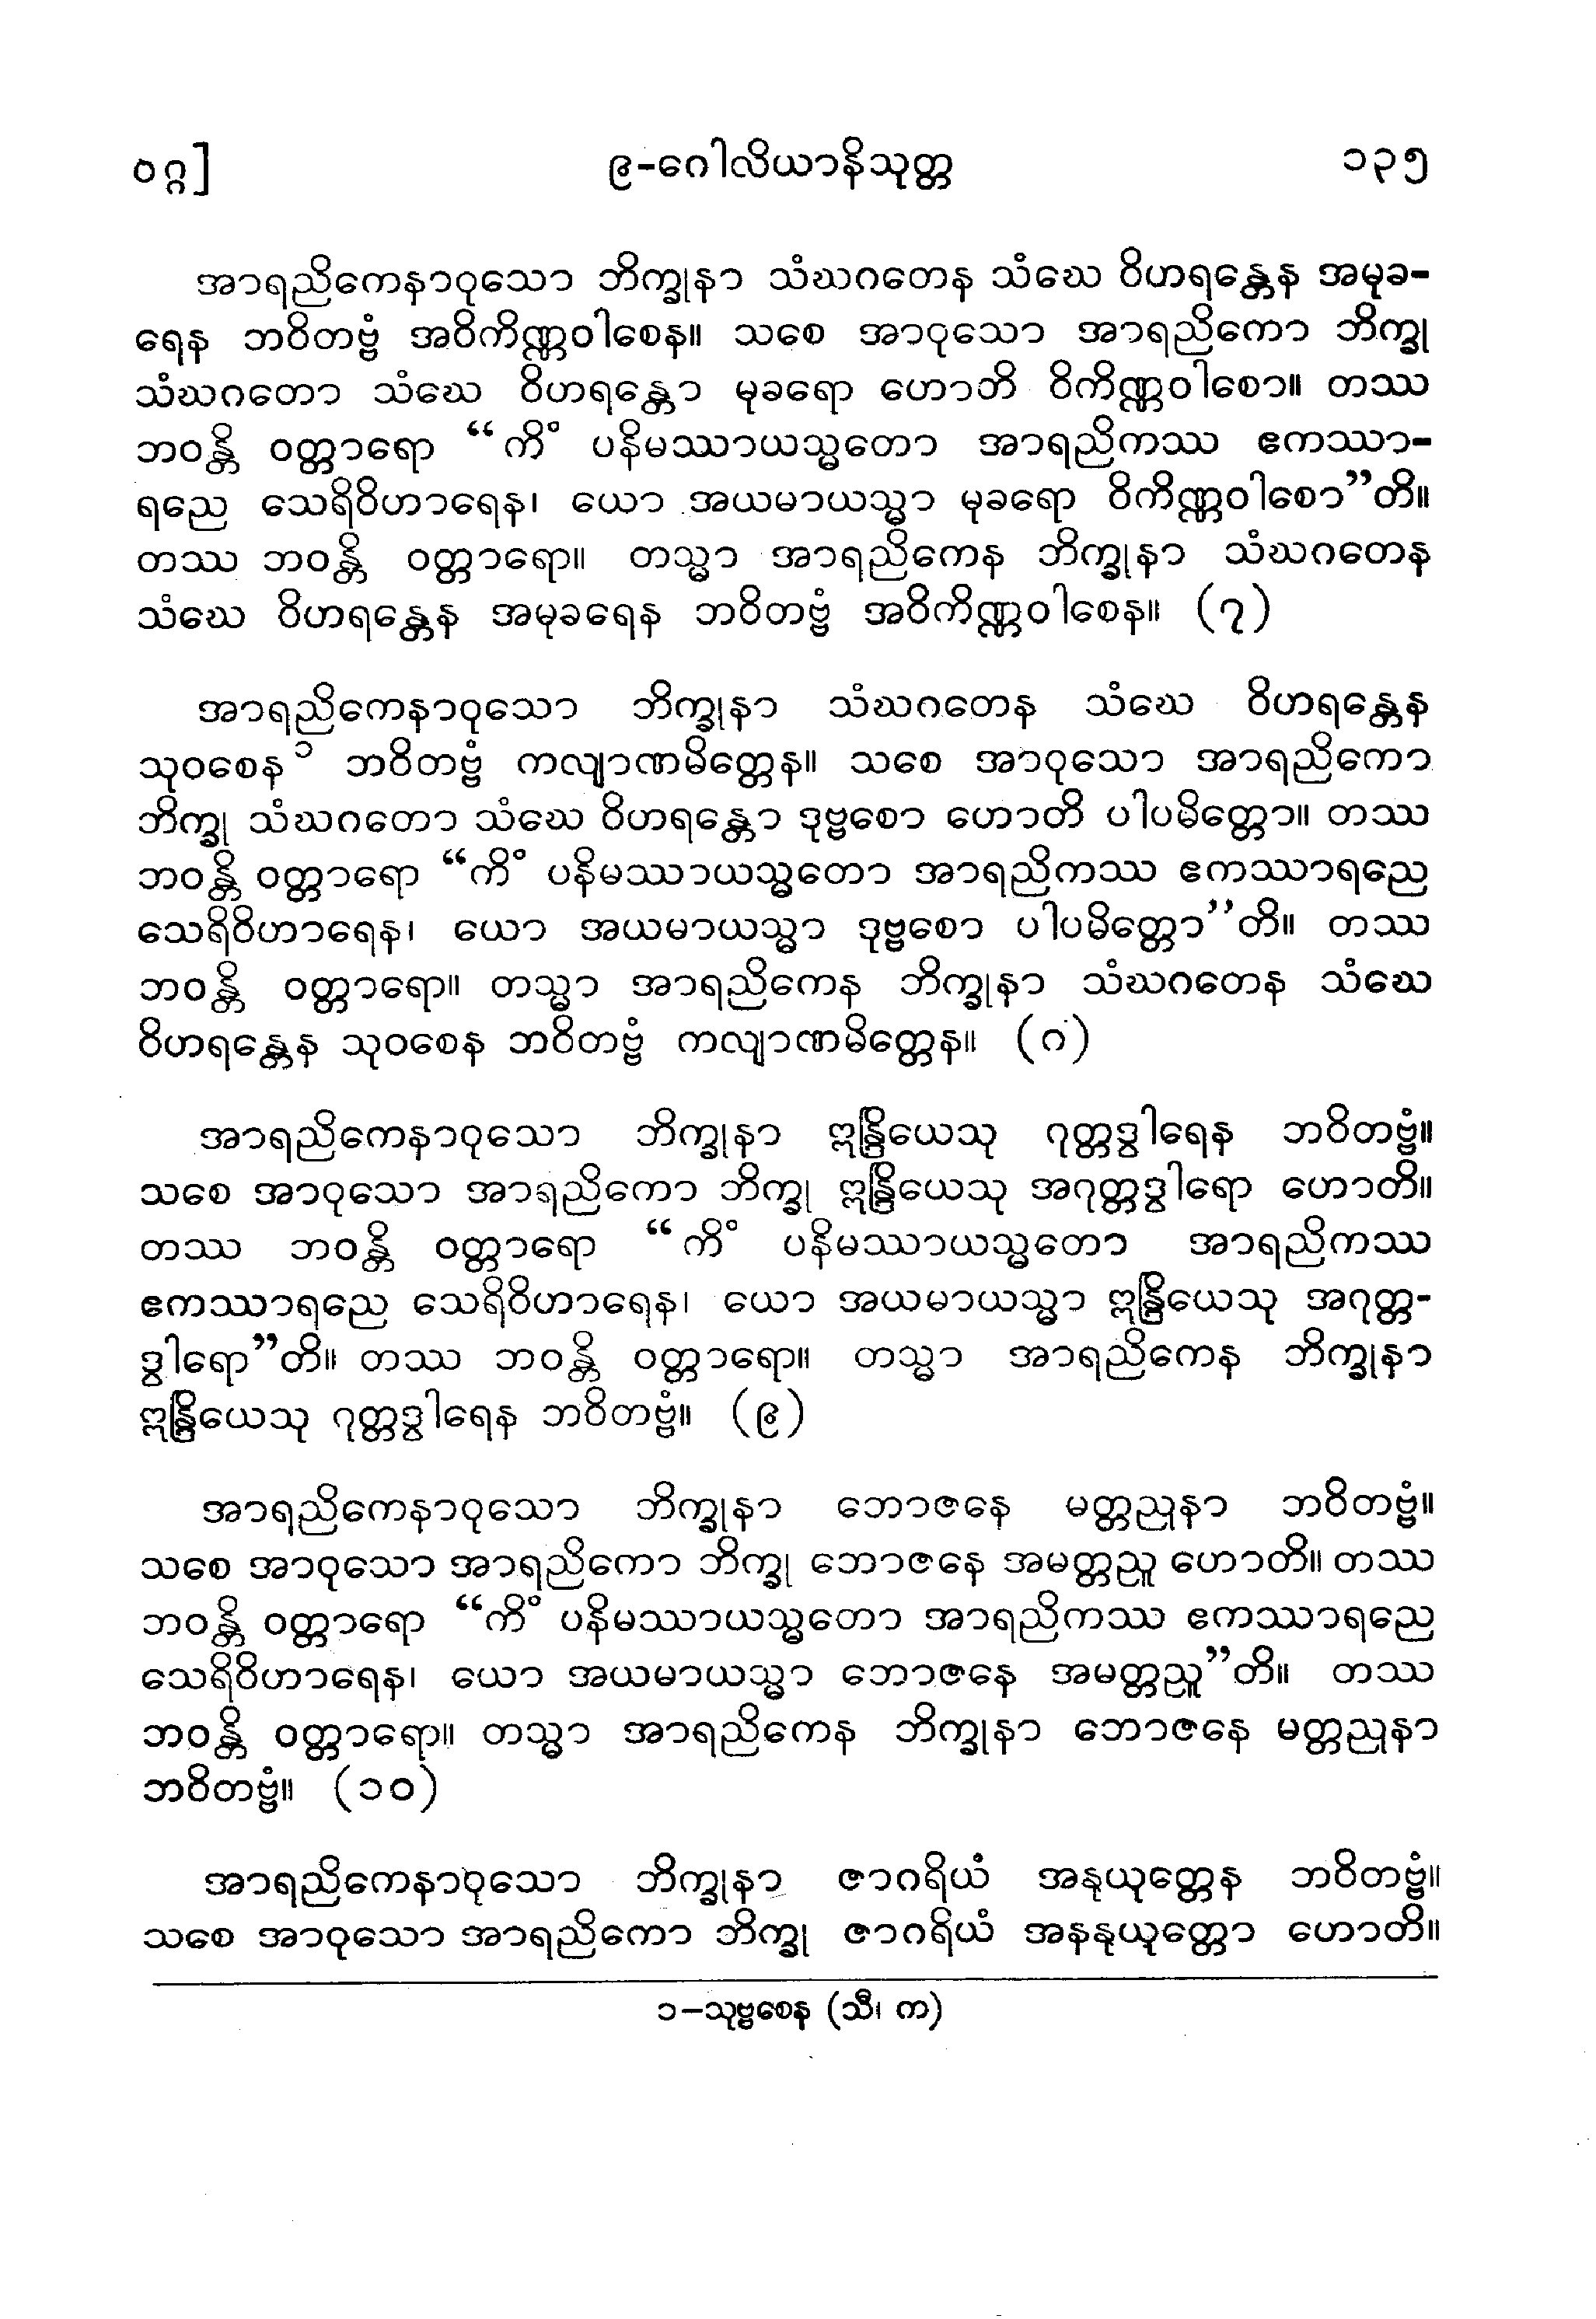 ဝဂ္ဂ]
၉-ဂေါလိယာနိသုတ္တ
၁၃၅
အာရညိကေနာဝုသော ဘိက္ခုနာ သံဃဂတေန သံဃေ ဝိဟရန္တေန အမုခ-
ရေန ဘဝိတဗ္ဗံ အဝိကိဏ္ဏဝါစေန။ သစေ အာဝုသော အာရညိကော ဘိက္ခု
သံဃဂတော သံဃေ ဝိဟရန္တော မုခရော ဟောတိ ဝိကိဏ္ဏဝါစော။ တဿ
ဘဝန္တိ ဝတ္တာရော “ကိံ ပနိမဿာယသ္မတော အာရညိကဿ ဧကဿာ-
ရညေ သေရိဝိဟာရေန၊ ယော အယမာယသ္မာ မုခရော ဝိကိဏ္ဏဝါစော”တိ။
တဿ ဘဝန္တိ ဝတ္တာရော။ တသ္မာ အာရညိကေန ဘိက္ခုနာ သံဃဂတေန
သံဃေ ဝိဟရန္တေန အမုခရေန ဘဝိတဗ္ဗံ အဝိကိဏ္ဏဝါစေန။ (၇)
အာရညိကေနာဝုသော ဘိက္ခုနာ သံဃဂတေန သံဃေ ဝိဟရန္တေန
သုဝစေန ၁ ဘဝိတဗ္ဗံ ကလျာဏမိတ္တေန။ သစေ အာဝုသော အာရညိကော
ဘိက္ခု သံဃဂတော သံဃေ ဝိဟရန္တော ဒုဗ္ဗစော ဟောတိ ပါပမိတ္တော။ တဿ
ဘဝန္တိ ဝတ္တာရော “ကိံ ပနိမဿာယသ္မတော အာရညိကဿ ဧကဿာရညေ
သေရိဝိဟာရေန၊ ယော အယမာယသ္မာ ဒုဗ္ဗစော ပါပမိတ္တော”တိ။ တဿ
ဘဝန္တိ ဝတ္တာရော။ တသ္မာ အာရညိကေန ဘိက္ခုနာ သံဃဂတေန သံဃေ
ဝိဟရန္တေန သုဝစေန ဘဝိတဗ္ဗံ ကလျာဏမိတ္တေန။ (၈)
အာရညိကေနာဝုသော ဘိက္ခုနာ ဣန္ဒြိယေသု ဂုတ္တဒွါရေန ဘဝိတဗ္ဗံ။
သစေ အာဝုသော အာရညိကော ဘိက္ခု ဣန္ဒြိယေသု အဂုတ္တဒွါရော ဟောတိ။
တဿ ဘဝန္တိ ဝတ္တာရော “ကိံ ပနိမဿာယသ္မတော အာရညိကဿ
ဧကဿာရညေ သေရိဝိဟာရေန၊ ယော အယမာယသ္မာ ဣန္ဒြိယေသု အဂုတ္တ-
ဒွါရော”တိ။ တဿ ဘဝန္တိ ဝတ္တာရော။ တသ္မာ အာရညိကေန ဘိက္ခုနာ
ဣန္ဒြိယေသု ဂုတ္တဒွါရေန ဘဝိတဗ္ဗံ။ (၉)
အာရညိကေနာဝုသော ဘိက္ခုနာ ဘောဇနေ မတ္တညုနာ ဘဝိတဗ္ဗံ။
သစေ အာဝုသော အာရညိကော ဘိက္ခု ဘောဇနေ အမတ္တညူ ဟောတိ။ တဿ
ဘဝန္တိ ဝတ္တာရော “ကိံ ပနိမဿာယသ္မတော အာရညိကဿ ဧကဿာရညေ
သေရိဝိဟာရေန၊ ယော အယမာယသ္မာ ဘောဇနေ အမတ္တညူ”တိ။ တဿ
ဘဝန္တိ ဝတ္တာရော။ တသ္မာ အာရညိကေန ဘိက္ခုနာ ဘောဇနေ မတ္တညုနာ
ဘဝိတဗ္ဗံ။ (၁၀)
အာရညိကေနာဝုသော ဘိက္ခုနာ ဇာဂရိယံ အနုယုတ္တေန ဘဝိတဗ္ဗံ။
သစေ အာဝုသော အာရညိကော ဘိက္ခု ဇာဂရိယံ အနနုယုတ္တော ဟောတိ။
၁-သုဗ္ဗစေန (သီ၊ က)